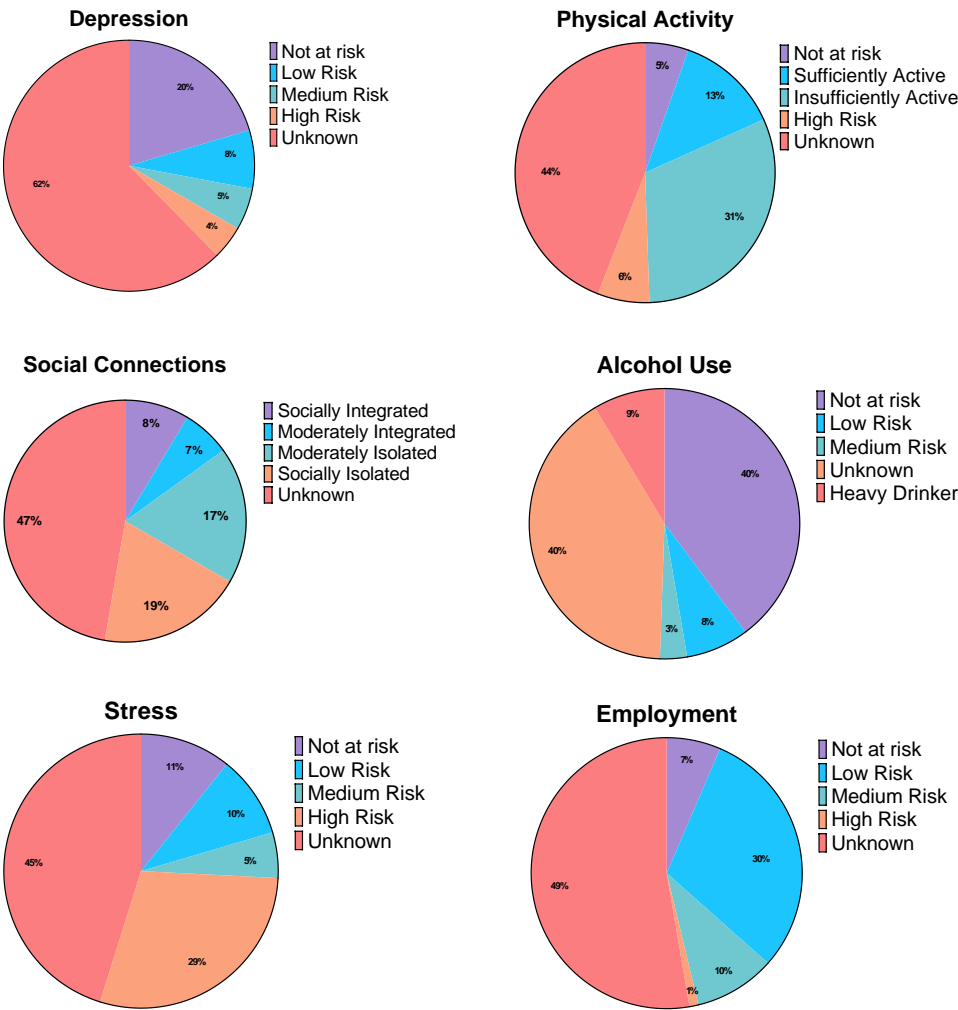 Depression
Not at risk
Low Risk
Medium Risk
High Risk
Unknown
20%
8%
5%
4%
62%
Physical Activity
Not at risk
Sufficiently Active
Insufficiently Active
High Risk
Unknown
5%
13%
31%
6%
44%
Social Connections
Socially Integrated
Moderately Integrated
Moderately Isolated
Socially Isolated
Unknown
8%
7%
17%
19%
47%
Alcohol Use
Not at risk
Low Risk
Medium Risk
Unknown
Heavy Drinker
9%
40%
40%
3%
8%
Stress
Not at risk
Low Risk
Medium Risk
High Risk
Unknown
11%
10%
5%
29%
45%
Employment
Not at risk
Low Risk
Medium Risk
High Risk
Unknown
7%
30%
10%
1%
49%